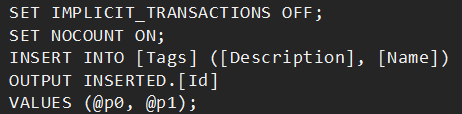 SET IMPLICIT_TRANSACTIONS OFF;
SET NOCOUNT ON;
INSERT INTO [Tags] ([Description], [Name])
OUTPUT INSERTED.[Id]
VALUES (@p0, @p1);